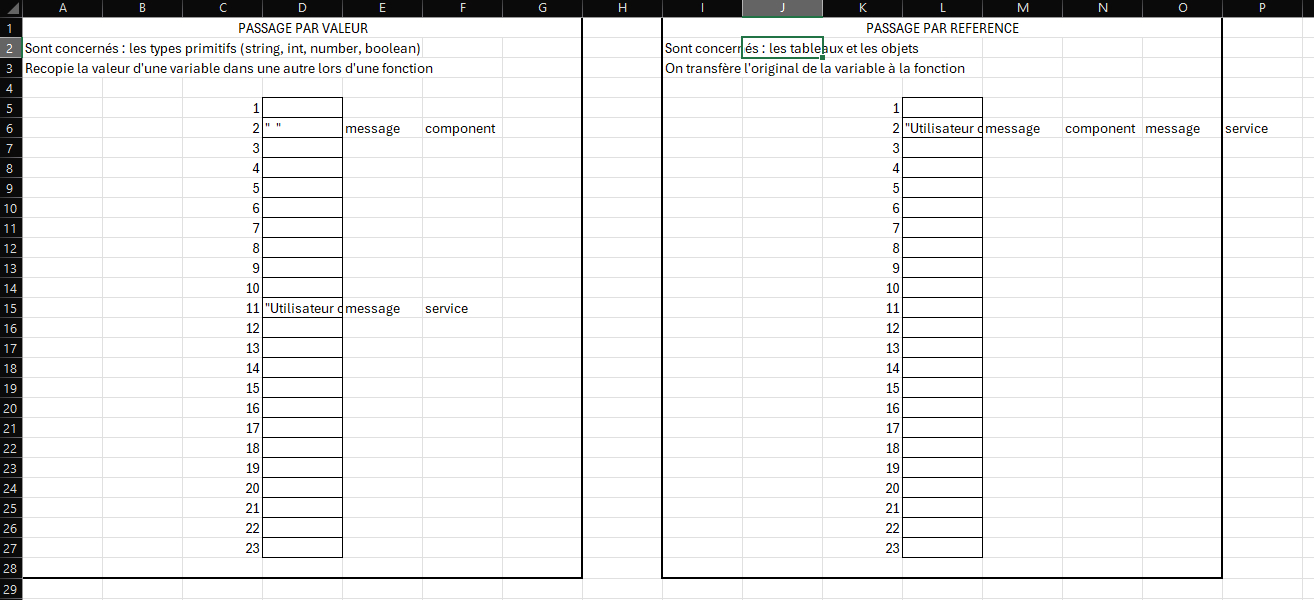 A B C D E F G H I J K L M N O P
1 PASSAGE PAR VALEUR PASSAGE PAR REFERENCE
2 Sont concernés : les types primitifs (string, int, number, boolean) Sont concernés : les tableaux et les objets
3 Recopie la valeur d'une variable dans une autre lors d'une fonction On transfère l'original de la variable à la fonction
4
5 1 1
6 2 " " message component 2 "Utilisateur message component message service
7 3 3
8 4 4
9 5 5
10 6 6
11 7 7
12 8 8
13 9 9
14 10 10
15 11 "Utilisateur message service 11
16 12 12
17 13 13
18 14 14
19 15 15
20 16 16
21 17 17
22 18 18
23 19 19
24 20 20
25 21 21
26 22 22
27 23 23
28
29